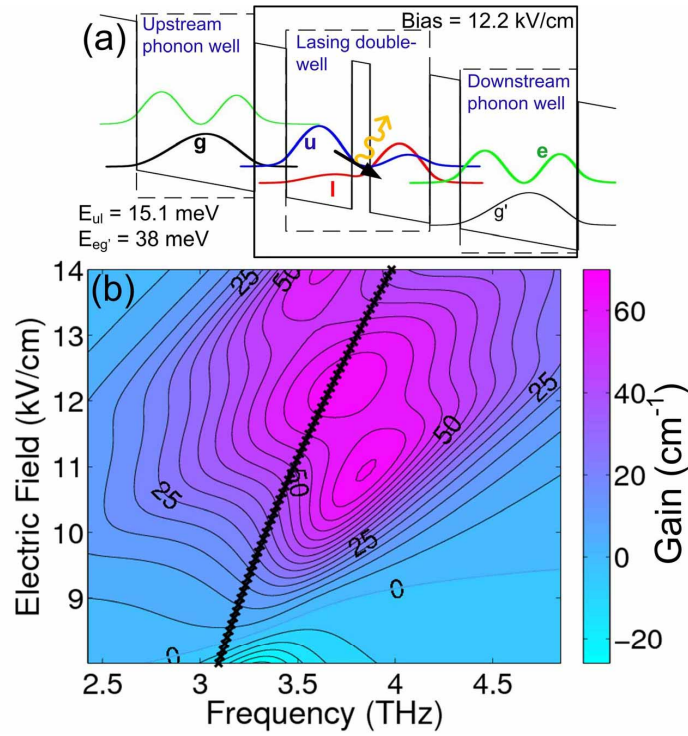 (a)
Upstream
phonon well
Lasing double-
well
Bias = 12.2 kV/cm
Downstream
phonon well
g
u
l
e
g'
E_ul = 15.1 meV
E_eg' = 38 meV
(b)
14
13
12
11
10
9
Electric Field (kV/cm)
25
50
50
50
25
25
25
0
0
2.5
3
3.5
4
4.5
Frequency (THz)
60
40
20
0
−20
Gain (cm⁻¹)